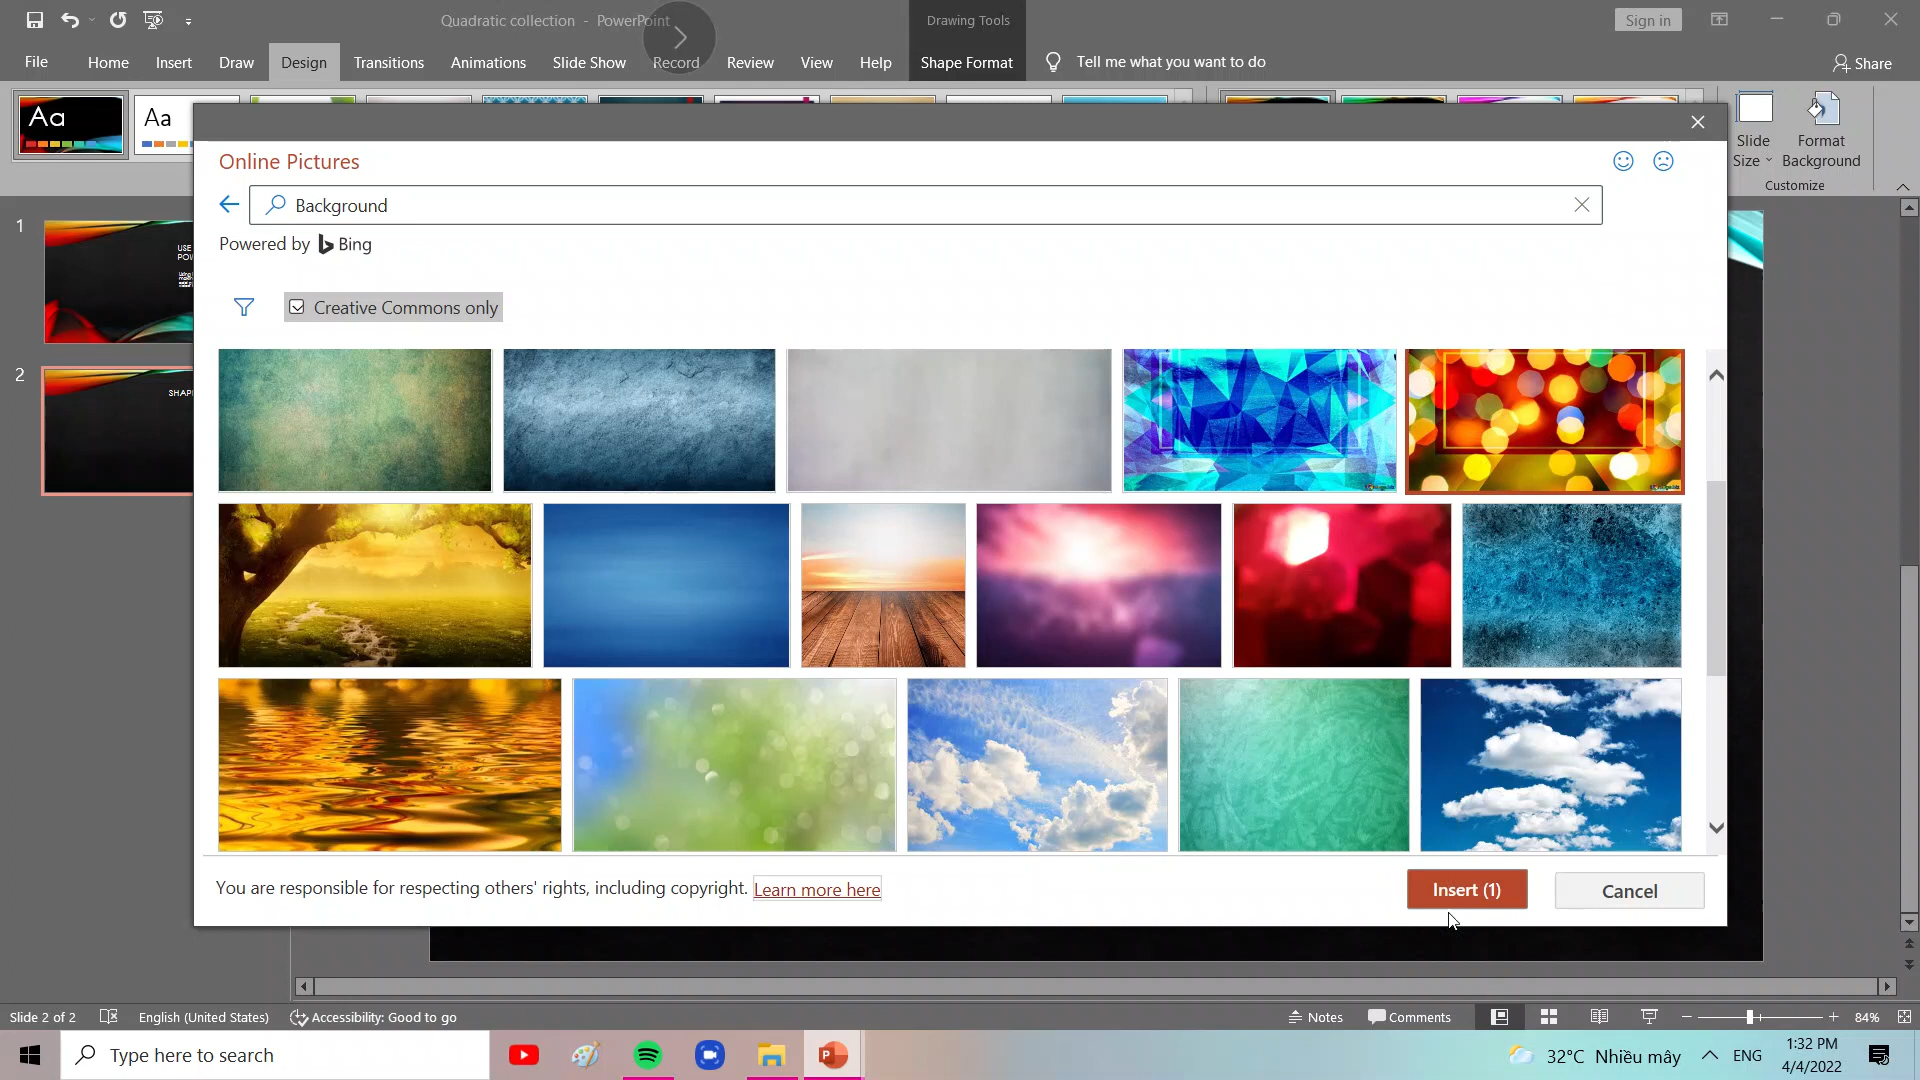 Quadratic collection - PowerPoint
Drawing Tools
Sign in
File
Home
Insert
Draw
Design
Transitions
Animations
Slide Show
Record
Review
View
Help
Shape Format
Tell me what you want to do
Share
Aa
Aa
Slide Size
Format Background
Customize
Online Pictures
Background
Powered by Bing
Creative Commons only
1
2
You are responsible for respecting others' rights, including copyright. Learn more here
Insert (1)
Cancel
Slide 2 of 2
English (United States)
Accessibility: Good to go
Notes
Comments
84%
Type here to search
32°C Nhiều mây
ENG
1:32 PM
4/4/2022